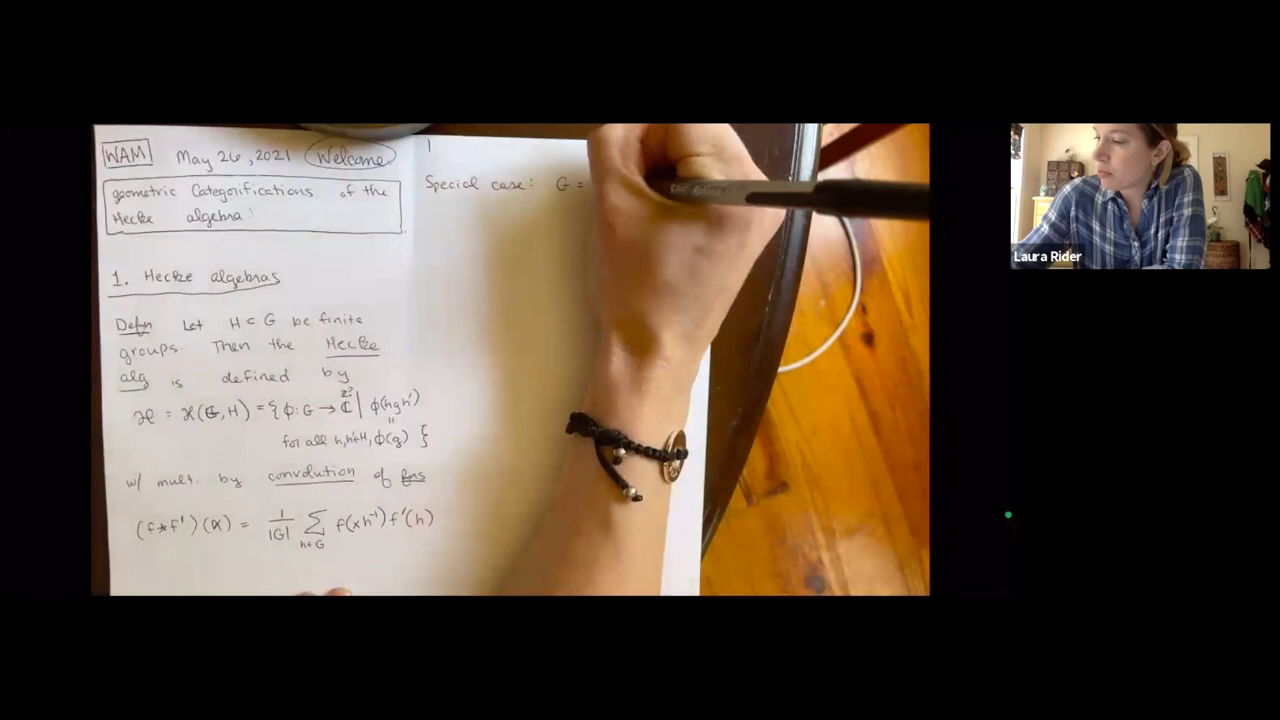 WAM May 26, 2021 Welcome
geometric Categorifications of the
Hecke algebra:
1. Hecke algebras
Defn Let H ⊂ G be finite
groups. Then the Hecke
alg is defined by
ℋ = ℋ(G, H) = { φ: G → ℂ | φ(hgh')
ℤ?
"
for all h, h' ∈ H, φ(g) }
w/ mult. by convolution of fns
(f * f')(x) = 1/|G| ∑ h∈G f(xh⁻¹) f'(h)
Special case: G =
Laura Rider